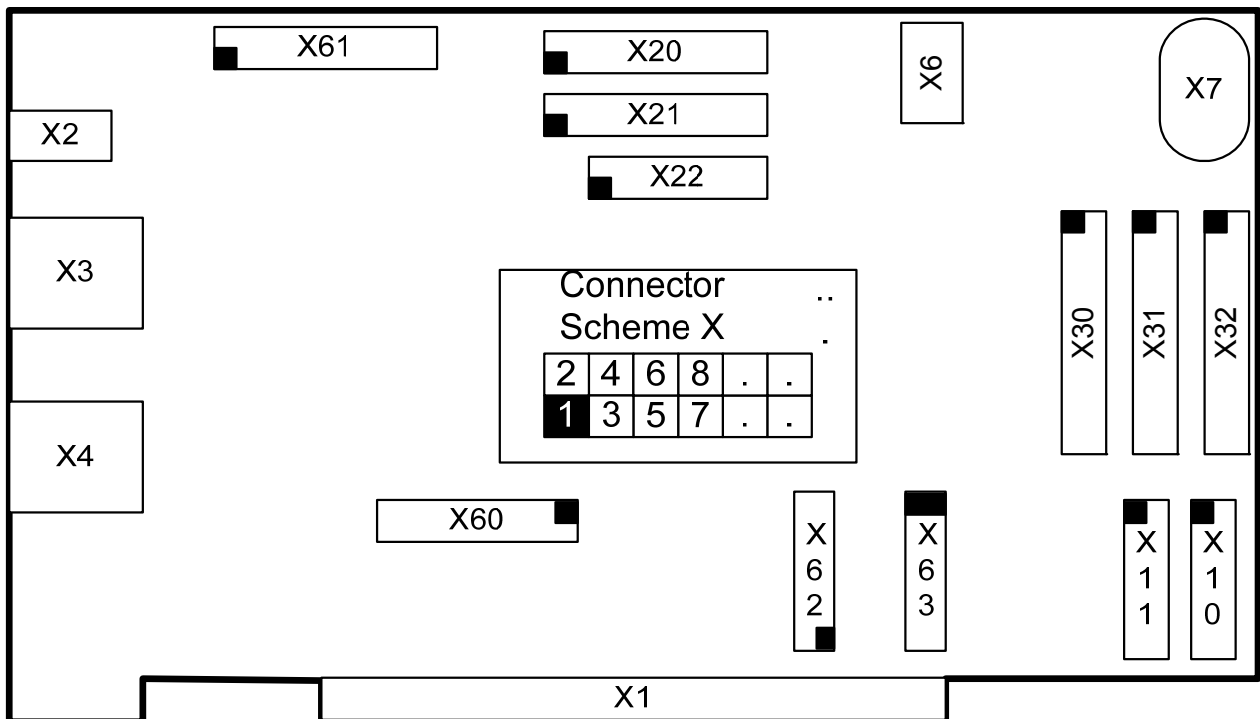 X61
X20
X6
X7
X21
X2
X22
X3
Connector ..
Scheme X .
2 4 6 8 . .
1 3 5 7 . .
X30
X31
X32
X4
X60
X
6
2
X
6
3
X
1
1
X
1
0
X1